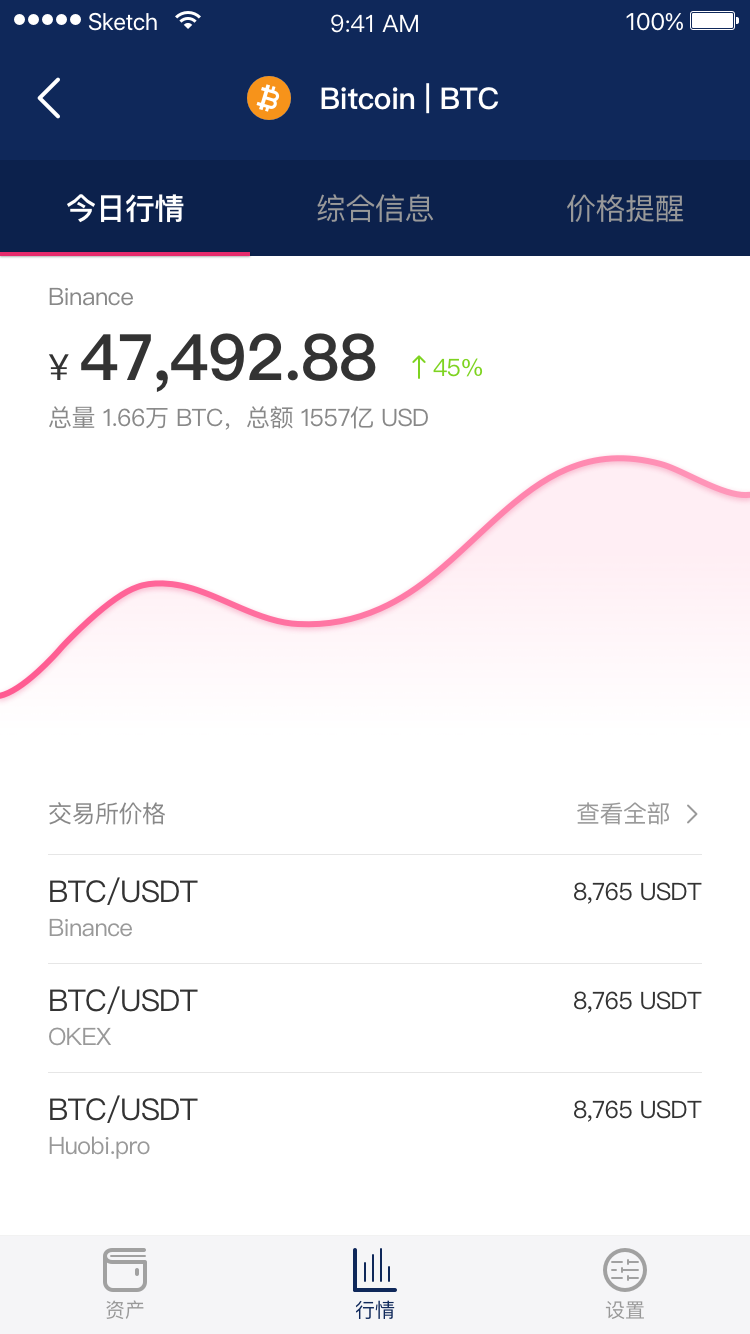 Sketch 9:41 AM 100%
Bitcoin | BTC
今日行情 综合信息 价格提醒
Binance
¥ 47,492.88 ↑45%
总量 1.66万 BTC，总额 1557亿 USD
交易所价格 查看全部
BTC/USDT 8,765 USDT
Binance
BTC/USDT 8,765 USDT
OKEX
BTC/USDT 8,765 USDT
Huobi.pro
资产 行情 设置